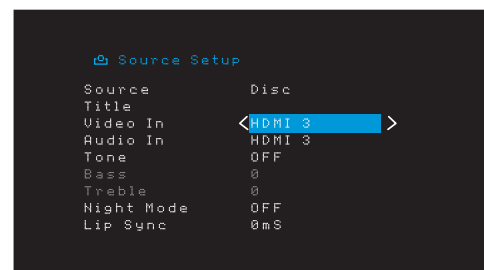 Source Setup
Source Disc
Title
Video In HDMI 3
Audio In HDMI 3
Tone OFF
Bass 0
Treble 0
Night Mode OFF
Lip Sync 0mS